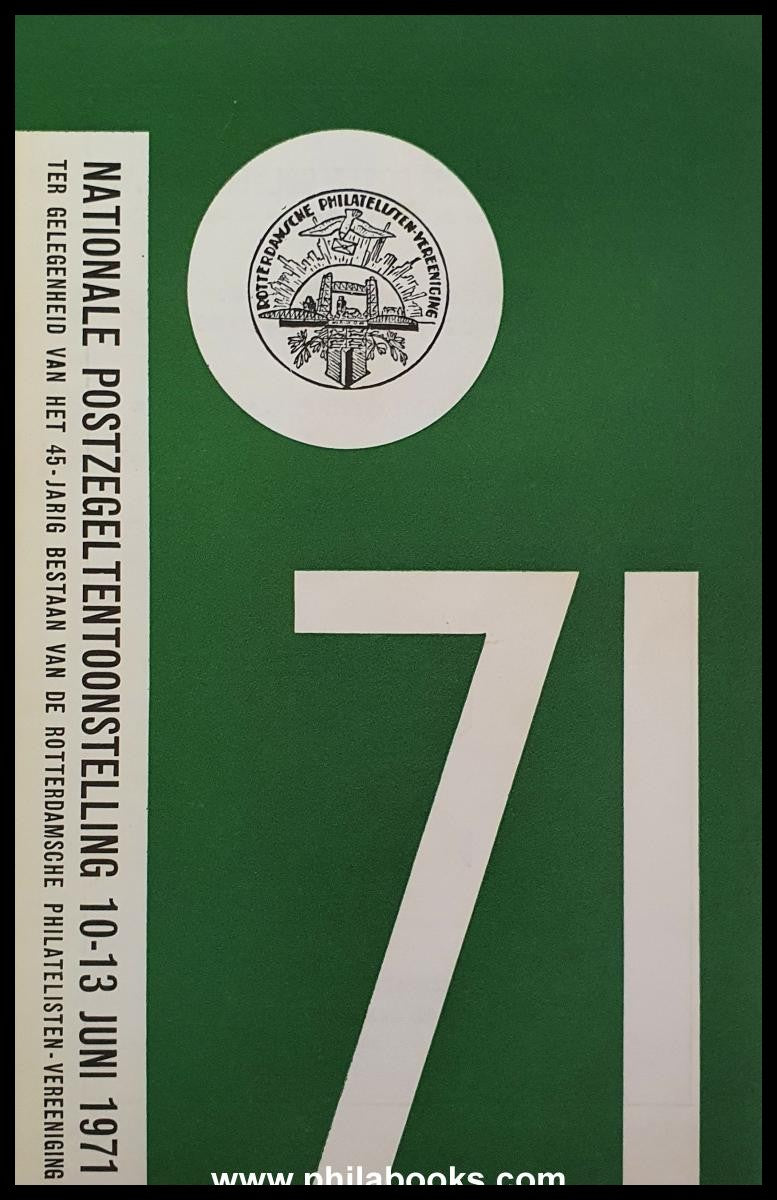 NATIONALE POSTZEGELTENTOONSTELLING 10-13 JUNI 1971
TER GELEGENHEID VAN HET 45-JARIG BESTAAN VAN DE ROTTERDAMSCHE PHILATELISTEN-VEREENIGING
ROTTERDAMSCHE PHILATELISTEN-VEREENIGING
71
www.philabooks.com